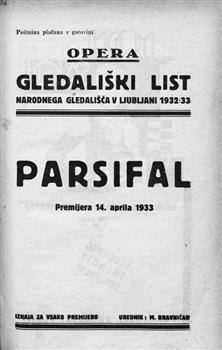 Poštnina plačana v gotovini
OPERA
GLEDALIŠKI LIST
NARODNEGA GLEDALIŠČA V LJUBLJANI 1932/33
PARSIFAL
Premijera 14. aprila 1933
IZHAJA ZA VSAKO PREMIJERO UREDNIK: M. BRAVNIČAR